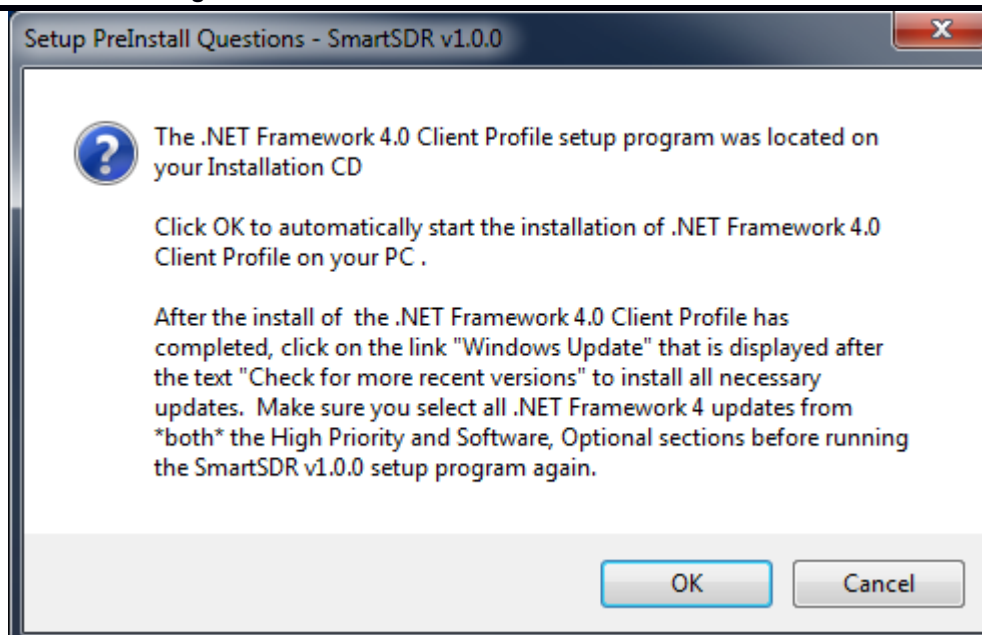 Setup PreInstall Questions - SmartSDR v1.0.0
The .NET Framework 4.0 Client Profile setup program was located on
your Installation CD
Click OK to automatically start the installation of .NET Framework 4.0
Client Profile on your PC .
After the install of  the .NET Framework 4.0 Client Profile has
completed, click on the link "Windows Update" that is displayed after
the text "Check for more recent versions" to install all necessary
updates.  Make sure you select all .NET Framework 4 updates from
*both* the High Priority and Software, Optional sections before running
the SmartSDR v1.0.0 setup program again.
OK
Cancel